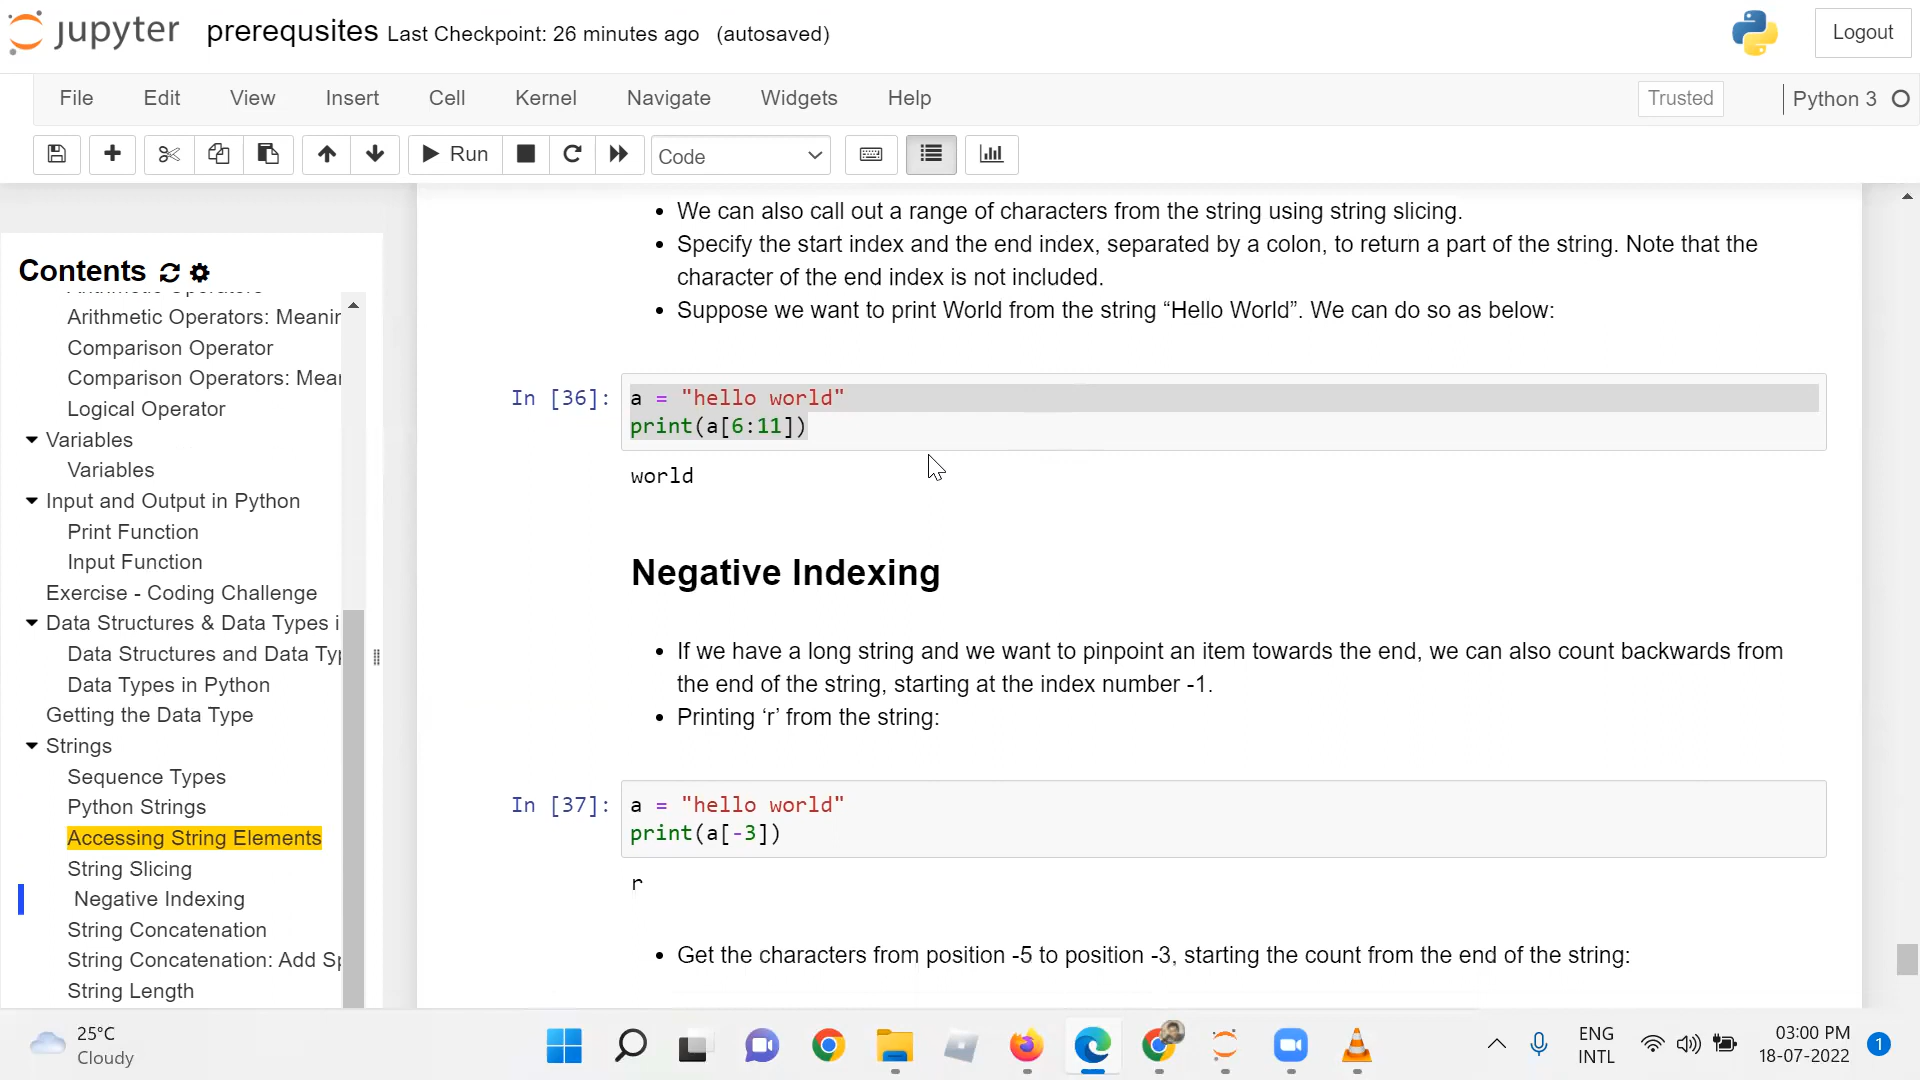 jupyter prerequsites Last Checkpoint: 26 minutes ago (autosaved)
Logout
File Edit View Insert Cell Kernel Navigate Widgets Help
Trusted Python 3
Run Code
Contents
Arithmetic Operators: Meanin
Comparison Operator
Comparison Operators: Mean
Logical Operator
Variables
Variables
Input and Output in Python
Print Function
Input Function
Exercise - Coding Challenge
Data Structures & Data Types i
Data Structures and Data Typ
Data Types in Python
Getting the Data Type
Strings
Sequence Types
Python Strings
Accessing String Elements
String Slicing
Negative Indexing
String Concatenation
String Concatenation: Add Sp
String Length
• We can also call out a range of characters from the string using string slicing.
• Specify the start index and the end index, separated by a colon, to return a part of the string. Note that the
character of the end index is not included.
• Suppose we want to print World from the string “Hello World”. We can do so as below:
In [36]: a = "hello world"
print(a[6:11])
world
Negative Indexing
• If we have a long string and we want to pinpoint an item towards the end, we can also count backwards from
the end of the string, starting at the index number -1.
• Printing ‘r’ from the string:
In [37]: a = "hello world"
print(a[-3])
r
• Get the characters from position -5 to position -3, starting the count from the end of the string:
25°C
Cloudy
ENG
INTL
03:00 PM
18-07-2022
1